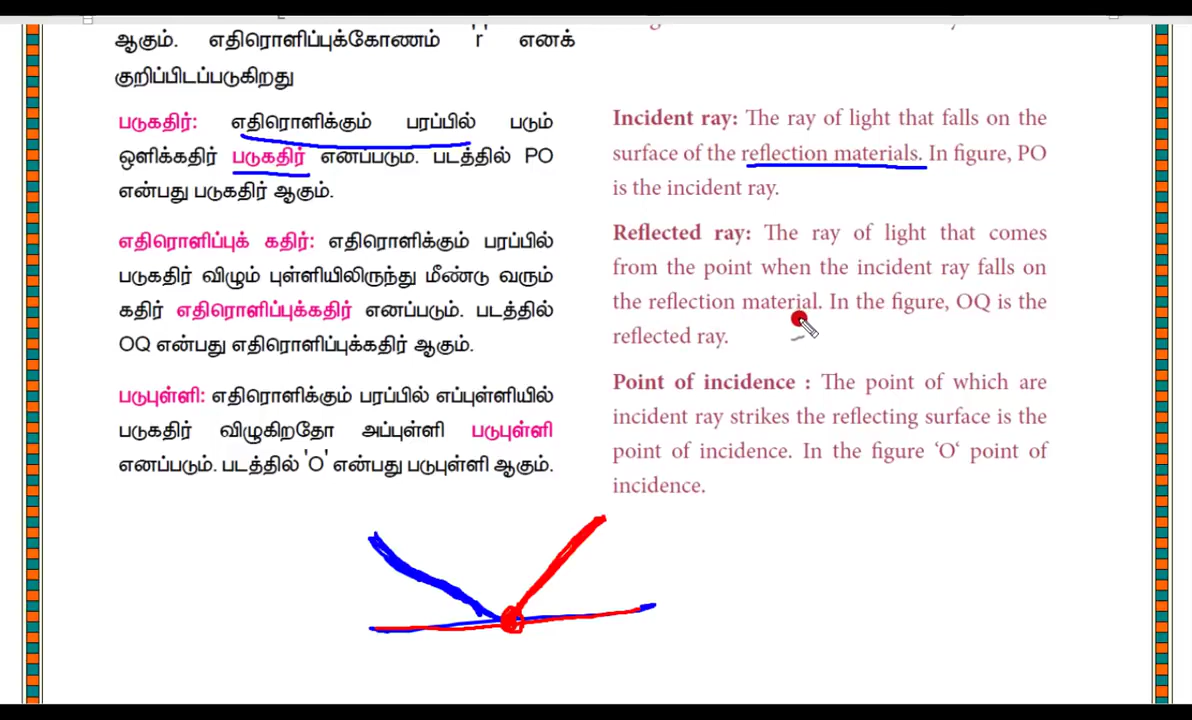 ஆகும். எதிரொளிப்புக்கோணம் 'r' எனக்
குறிப்பிடப்படுகிறது
படுகதிர்: எதிரொளிக்கும் பரப்பில் படும்
ஒளிக்கதிர் படுகதிர் எனப்படும். படத்தில் PO
என்பது படுகதிர் ஆகும்.
எதிரொளிப்புக் கதிர்: எதிரொளிக்கும் பரப்பில்
படுகதிர் விழும் புள்ளியிலிருந்து மீண்டு வரும்
கதிர் எதிரொளிப்புக்கதிர் எனப்படும். படத்தில்
OQ என்பது எதிரொளிப்புக்கதிர் ஆகும்.
படுபுள்ளி: எதிரொளிக்கும் பரப்பில் எப்புள்ளியில்
படுகதிர் விழுகிறதோ அப்புள்ளி படுபுள்ளி
எனப்படும். படத்தில் 'O' என்பது படுபுள்ளி ஆகும்.
Incident ray: The ray of light that falls on the
surface of the reflection materials. In figure, PO
is the incident ray.
Reflected ray: The ray of light that comes
from the point when the incident ray falls on
the reflection material. In the figure, OQ is the
reflected ray.
Point of incidence : The point of which are
incident ray strikes the reflecting surface is the
point of incidence. In the figure ‘O‘ point of
incidence.